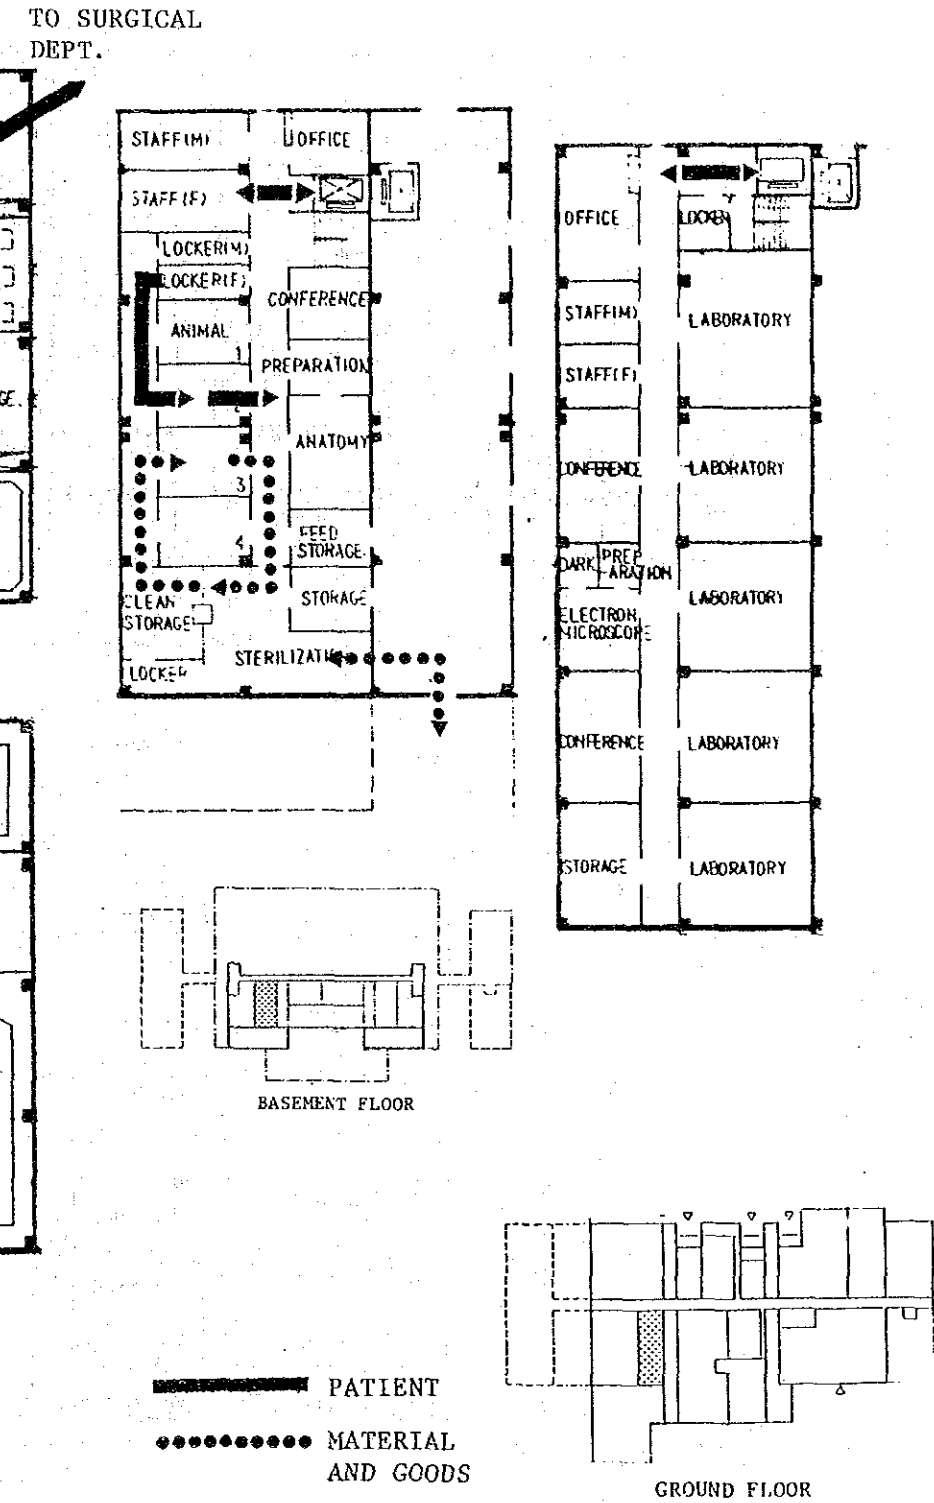 TO SURGICAL
DEPT.
STAFF(M)
OFFICE
STAFF(F)
LOCKER(M)
LOCKER(F)
CONFERENCE
ANIMAL
1
PREPARATION
ANATOMY
3
4
FEED
STORAGE
CLEAN
STORAGE
STORAGE
STERILIZATI
LOCKER
OFFICE
LOCKER
STAFF(M)
LABORATORY
STAFF(F)
CONFERENCE
LABORATORY
DARK
PREP
ARATION
LABORATORY
ELECTRON
MICROSCOPE
CONFERENCE
LABORATORY
STORAGE
LABORATORY
BASEMENT FLOOR
PATIENT
MATERIAL
AND GOODS
GROUND FLOOR